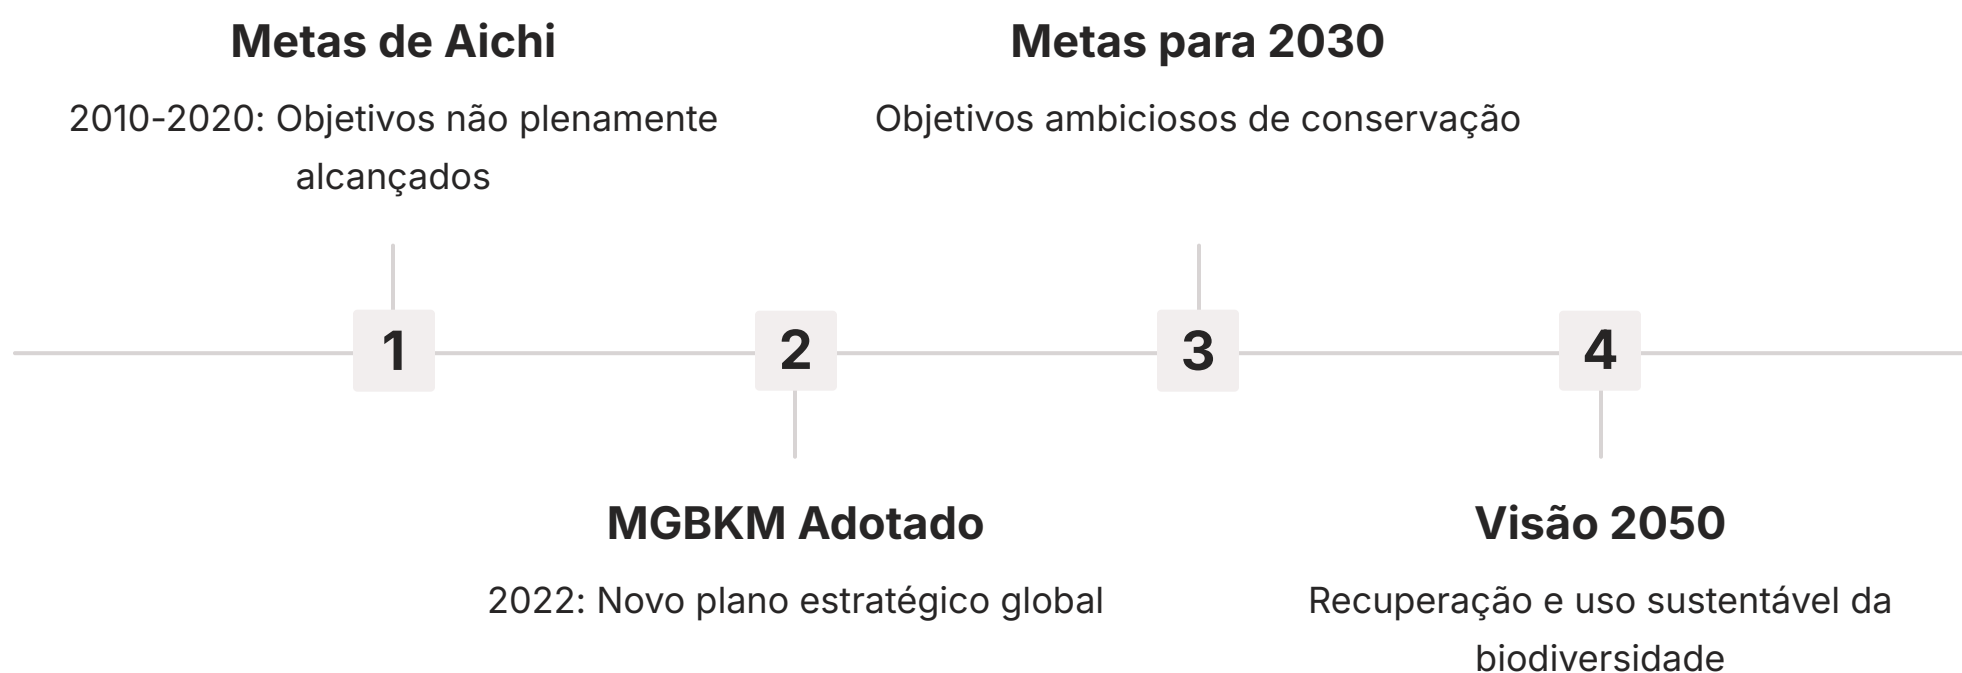 Metas de Aichi
2010-2020: Objetivos não plenamente
alcançados
Metas para 2030
Objetivos ambiciosos de conservação
1
2
3
4
MGBKM Adotado
2022: Novo plano estratégico global
Visão 2050
Recuperação e uso sustentável da
biodiversidade